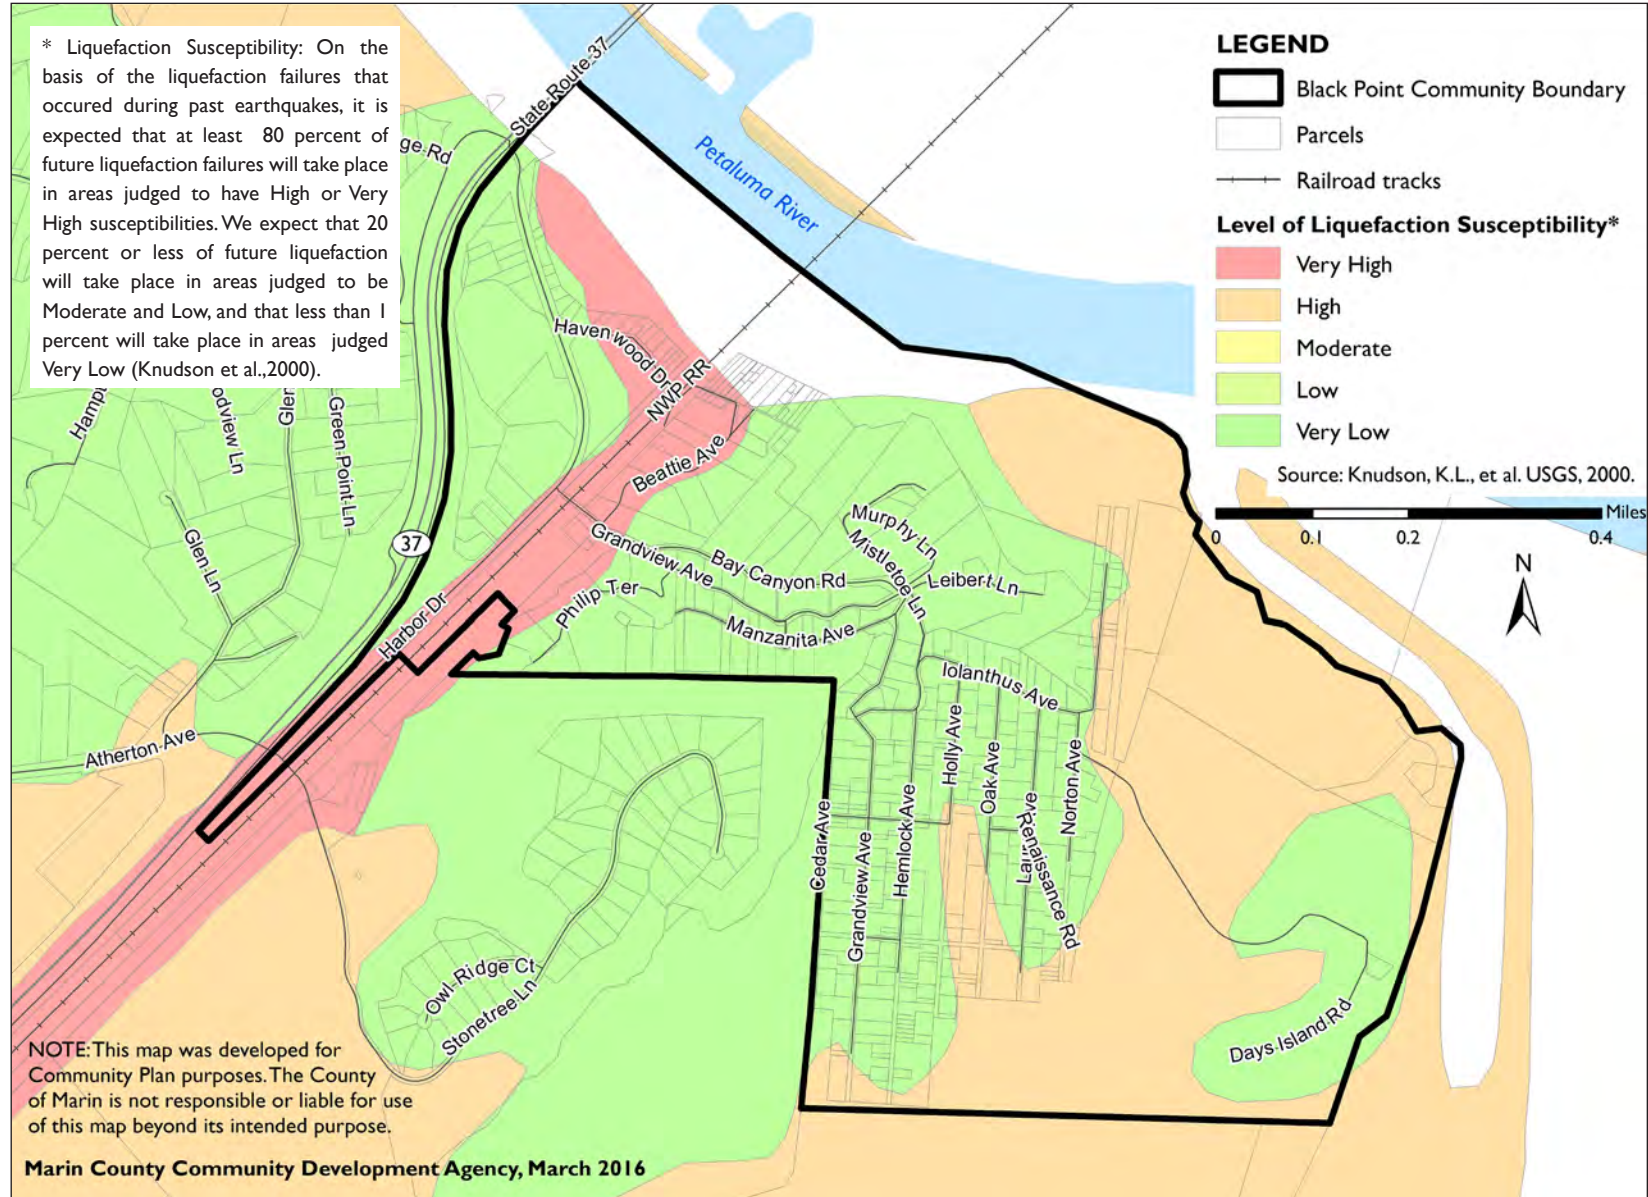 * Liquefaction Susceptibility: On the
basis of the liquefaction failures that
occured during past earthquakes, it is
expected that at least 80 percent of
future liquefaction failures will take place
in areas judged to have High or Very
High susceptibilities. We expect that 20
percent or less of future liquefaction
will take place in areas judged to be
Moderate and Low, and that less than 1
percent will take place in areas judged
Very Low (Knudson et al.,2000).
LEGEND
Black Point Community Boundary
Parcels
Railroad tracks
Level of Liquefaction Susceptibility*
Very High
High
Moderate
Low
Very Low
Source: Knudson, K.L., et al. USGS, 2000.
Miles
0 0.1 0.2 0.4
N
State Route 37
ge Rd
Petaluma River
Haven wood Dr
NWP RR
Beattie Ave
Hamp
odview Ln
Glen
Green Point Ln
Glen Ln
37
Harbor Dr
Grandview Ave
Bay Canyon Rd
Murphy Ln
Mistletoe Ln
Leibert Ln
Philip Ter
Manzanita Ave
Iolanthus Ave
Atherton Ave
Holly Ave
Oak Ave
Norton Ave
Cedar Ave
Grandview Ave
Hemlock Ave
Renaissance Rd
Owl Ridge Ct
Stonetree Ln
Days Island Rd
NOTE: This map was developed for
Community Plan purposes. The County
of Marin is not responsible or liable for use
of this map beyond its intended purpose.
Marin County Community Development Agency, March 2016